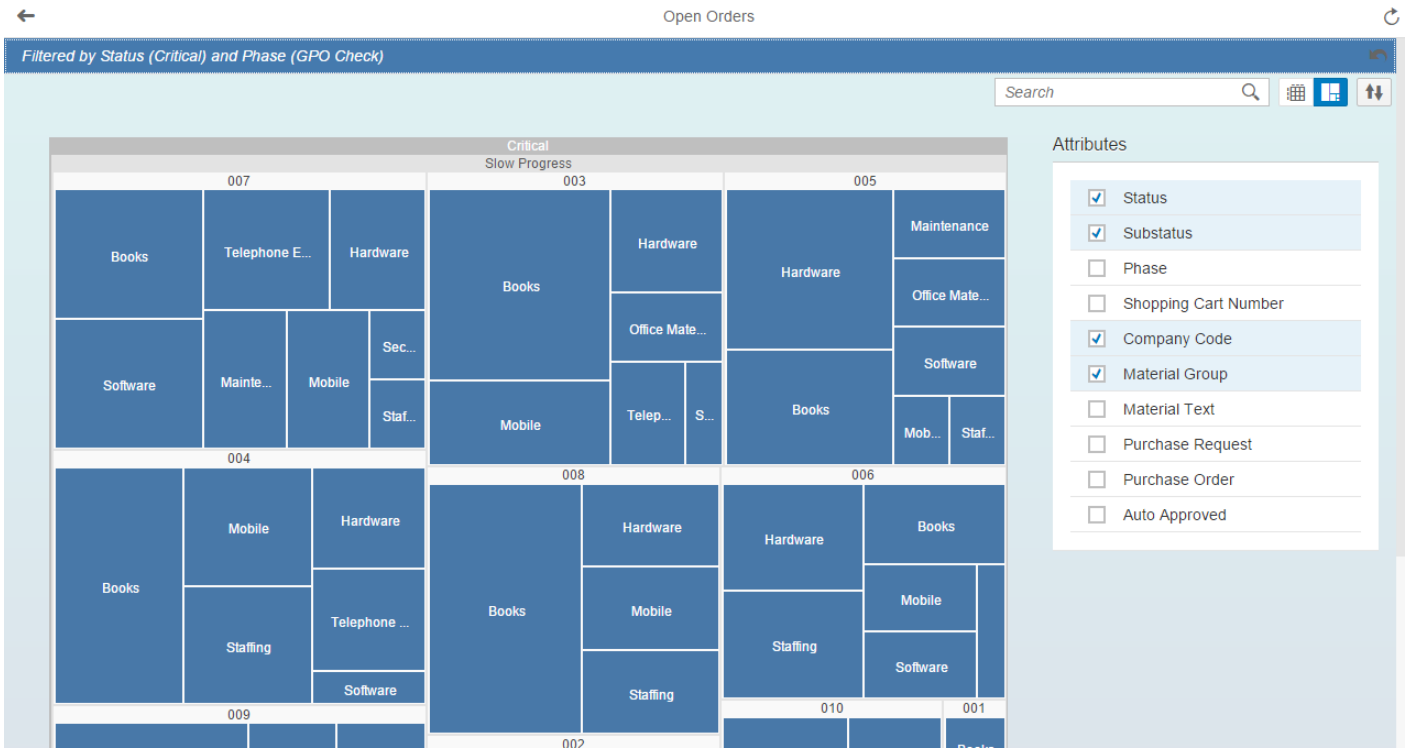 Open Orders
Filtered by Status (Critical) and Phase (GPO Check)
Search
Critical
Slow Progress
007
Books
Telephone E...
Hardware
Software
Mainte...
Mobile
Sec...
Staf...
003
Books
Hardware
Office Mate...
Mobile
Telep...
S...
005
Hardware
Maintenance
Office Mate...
Software
Books
Mob...
Staf...
004
Books
Mobile
Hardware
Staffing
Telephone ...
Software
008
Books
Hardware
Mobile
Staffing
006
Hardware
Books
Mobile
Staffing
Software
009
002
010
001
Books
Attributes
Status
Substatus
Phase
Shopping Cart Number
Company Code
Material Group
Material Text
Purchase Request
Purchase Order
Auto Approved